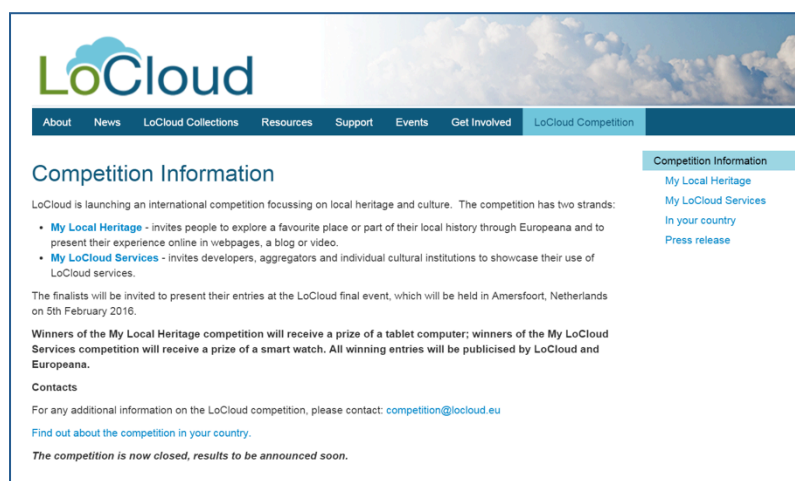 LoCloud
About News LoCloud Collections Resources Support Events Get Involved LoCloud Competition
Competition Information
LoCloud is launching an international competition focussing on local heritage and culture. The competition has two strands:
• My Local Heritage - invites people to explore a favourite place or part of their local history through Europeana and to
present their experience online in webpages, a blog or video.
• My LoCloud Services - invites developers, aggregators and individual cultural institutions to showcase their use of
LoCloud services.
The finalists will be invited to present their entries at the LoCloud final event, which will be held in Amersfoort, Netherlands
on 5th February 2016.
Winners of the My Local Heritage competition will receive a prize of a tablet computer; winners of the My LoCloud
Services competition will receive a prize of a smart watch. All winning entries will be publicised by LoCloud and
Europeana.
Contacts
For any additional information on the LoCloud competition, please contact: competition@locloud.eu
Find out about the competition in your country.
The competition is now closed, results to be announced soon.
Competition Information
My Local Heritage
My LoCloud Services
In your country
Press release